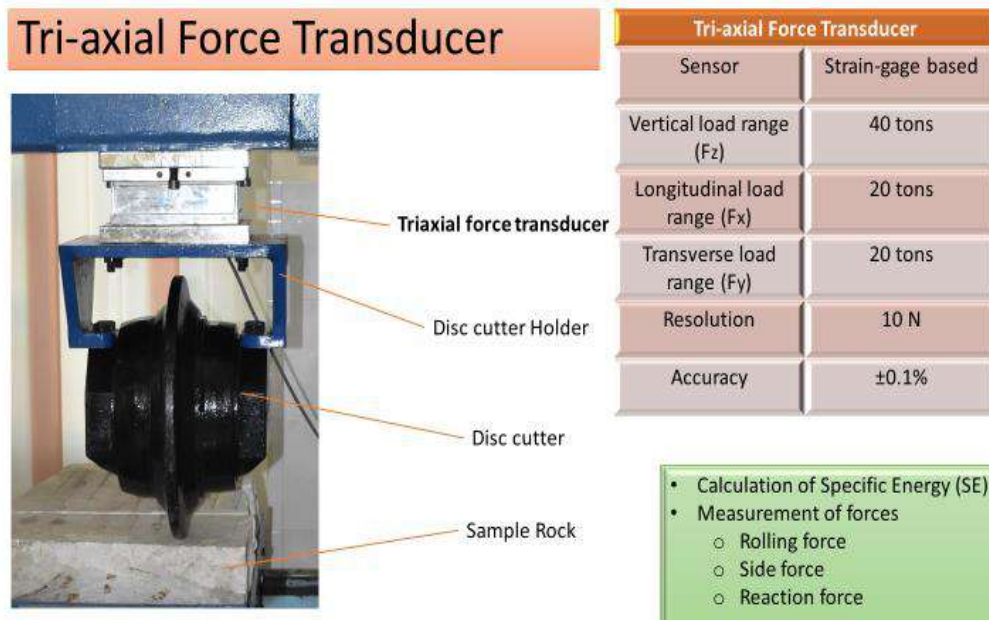 Tri-axial Force Transducer
Triaxial force transducer
Disc cutter Holder
Disc cutter
Sample Rock
Tri-axial Force Transducer
Sensor Strain-gage based
Vertical load range
(Fz)
40 tons
Longitudinal load
range (Fx)
20 tons
Transverse load
range (Fy)
20 tons
Resolution 10 N
Accuracy ±0.1%
• Calculation of Specific Energy (SE)
• Measurement of forces
o Rolling force
o Side force
o Reaction force